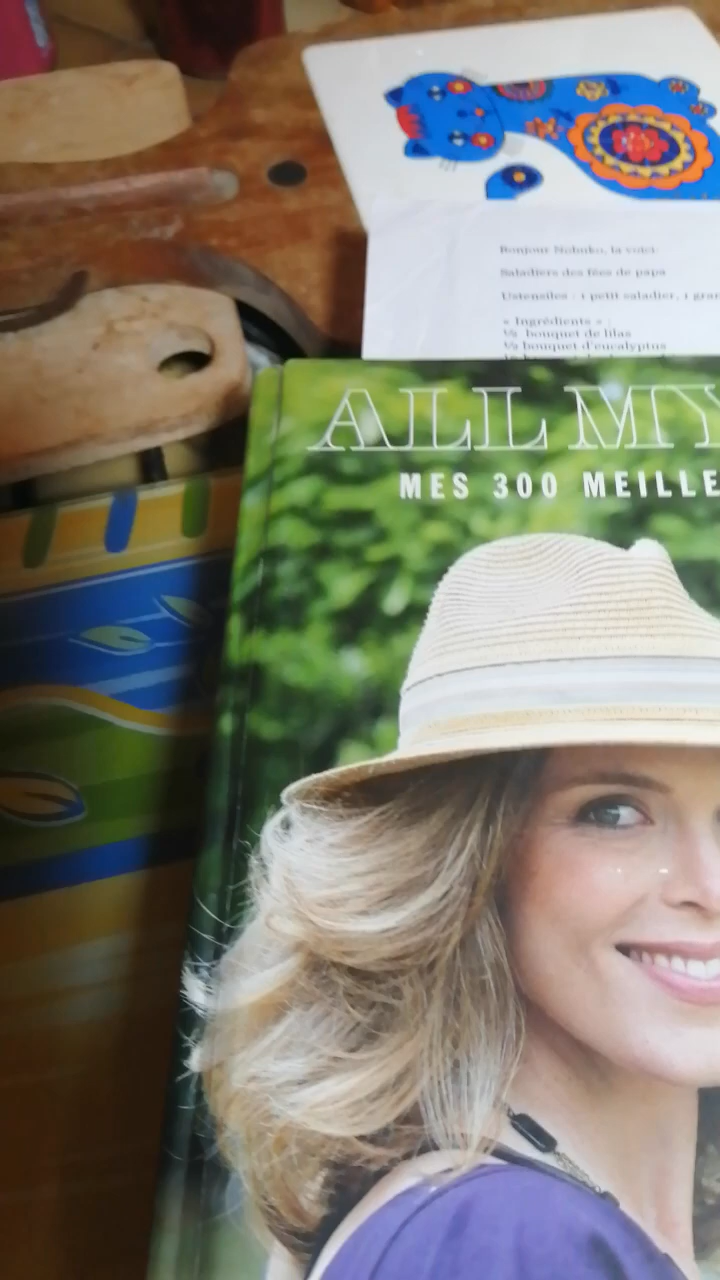 Bonjour Nobuko, la voici:
Saladiers des fées de papa
Ustensiles : 1 petit saladier, 1 gran
« Ingrédients » :
½ bouquet de lilas
½ bouquet d'eucalyptus
ALL MY
MES 300 MEILLE